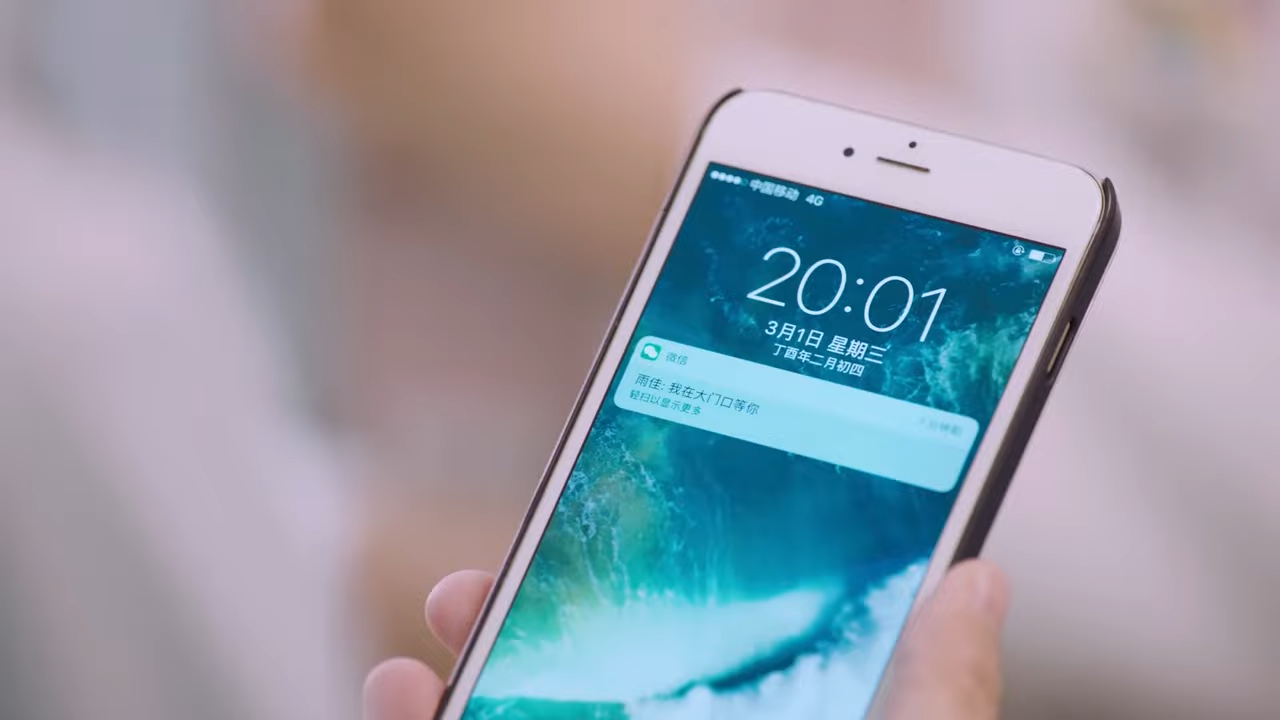 中国移动 4G
20:01
3月1日 星期三
丁酉年二月初四
微信
雨佳: 我在大门口等你
轻扫以显示更多